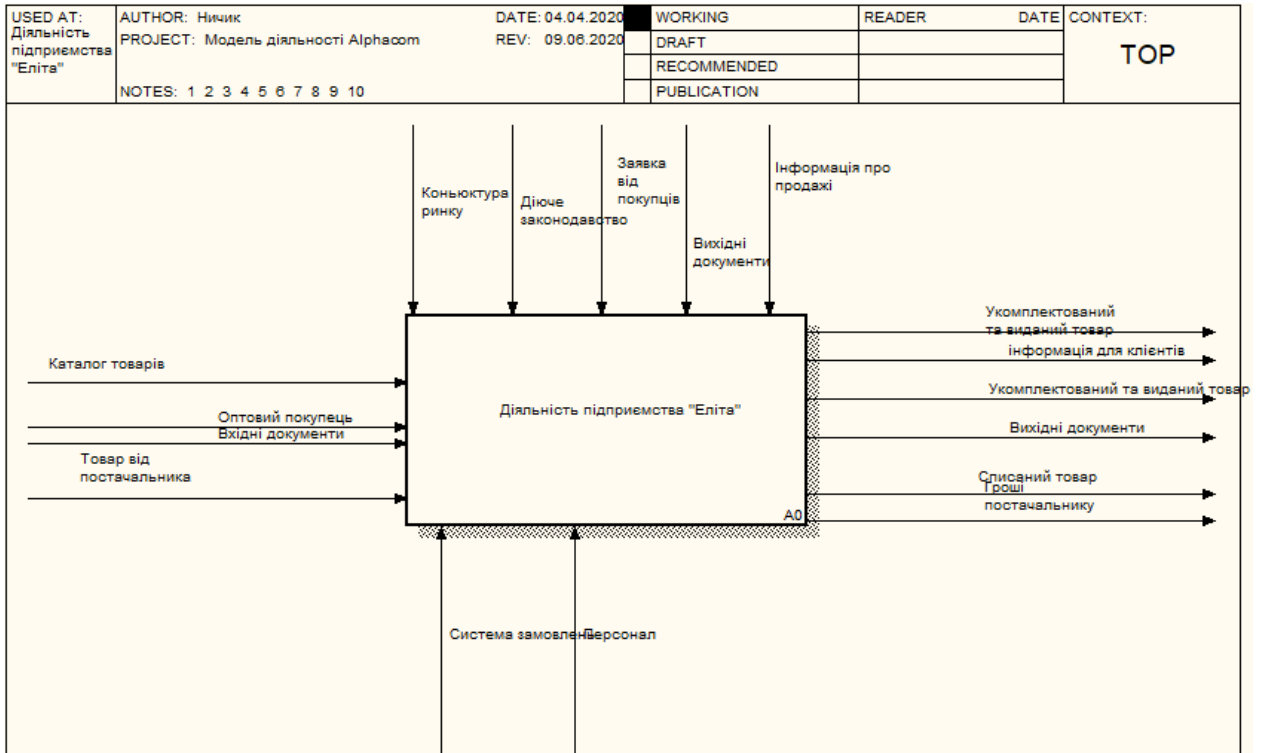 USED AT:
Діяльність
підприємства
"Еліта"
AUTHOR: Ничик
DATE: 04.04.2020
PROJECT: Модель діяльності Alphacom
REV: 09.06.2020
NOTES: 1 2 3 4 5 6 7 8 9 10
WORKING
DRAFT
RECOMMENDED
PUBLICATION
READER
DATE
CONTEXT:
TOP
Коньюктура
ринку
Діюче
законодавство
Заявка
від
покупців
Вихідні
документи
Інформація про
продажі
Каталог товарів
Оптовий покупець
Вхідні документи
Товар від
постачальника
Діяльність підприємства "Еліта"
A0
Укомплектований
та виданий товар
інформація для клієнтів
Укомплектований та виданий товар
Вихідні документи
Списаний товар
Гроші
постачальнику
Система замовлень
Персонал